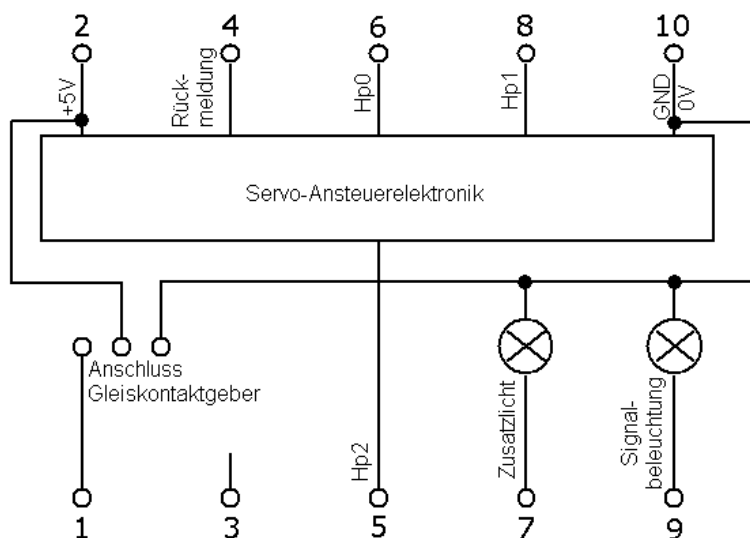 2
4
6
8
10
+5V
Rück-
meldung
Hp0
Hp1
GND
0V
Servo-Ansteuerelektronik
Anschluss
Gleiskontaktgeber
Hp2
Zusatzlicht
Signal-
beleuchtung
1
3
5
7
9